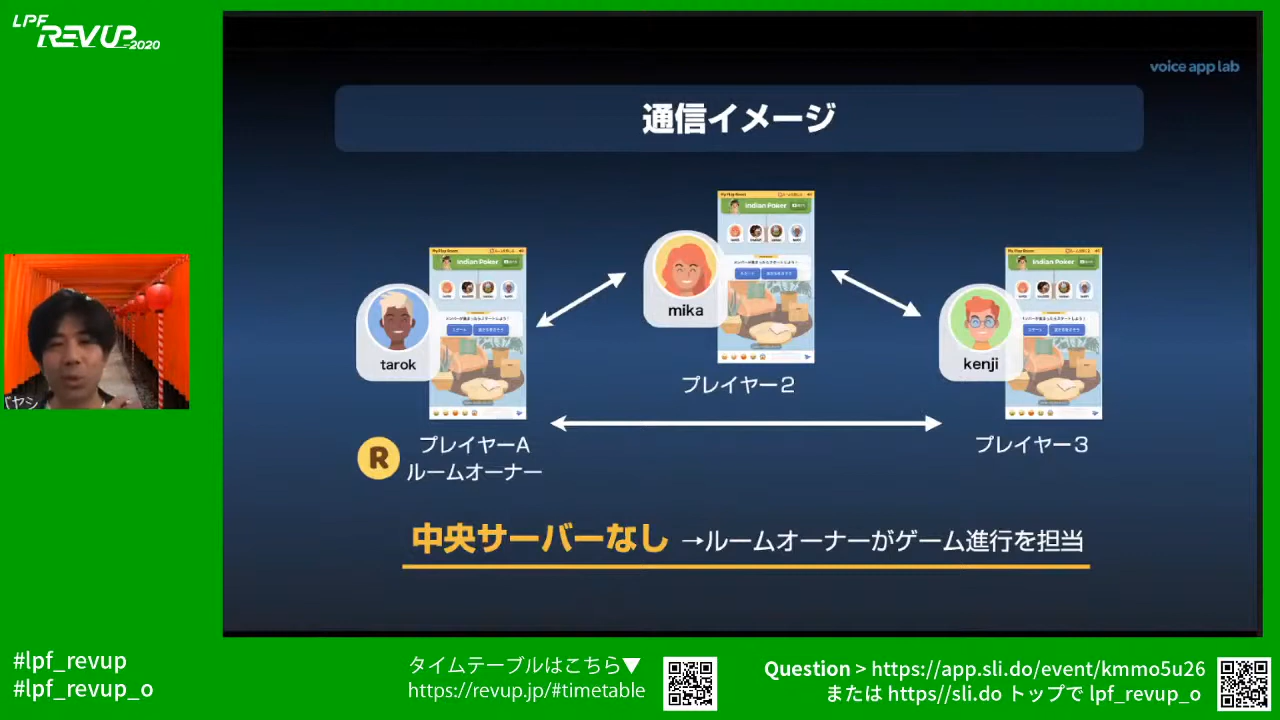 LPF
REVUP 2020
voice app lab
通信イメージ
Indian Poker
Indian Poker
Indian Poker
tarok
mika
kenji
プレイヤーA
ルームオーナー
R
プレイヤー2
プレイヤー3
中央サーバーなし →ルームオーナーがゲーム進行を担当
バヤシ
#lpf_revup
#lpf_revup_o
タイムテーブルはこちら▼
https://revup.jp/#timetable
Question > https://app.sli.do/event/kmmo5u26
または https//sli.do トップで lpf_revup_o